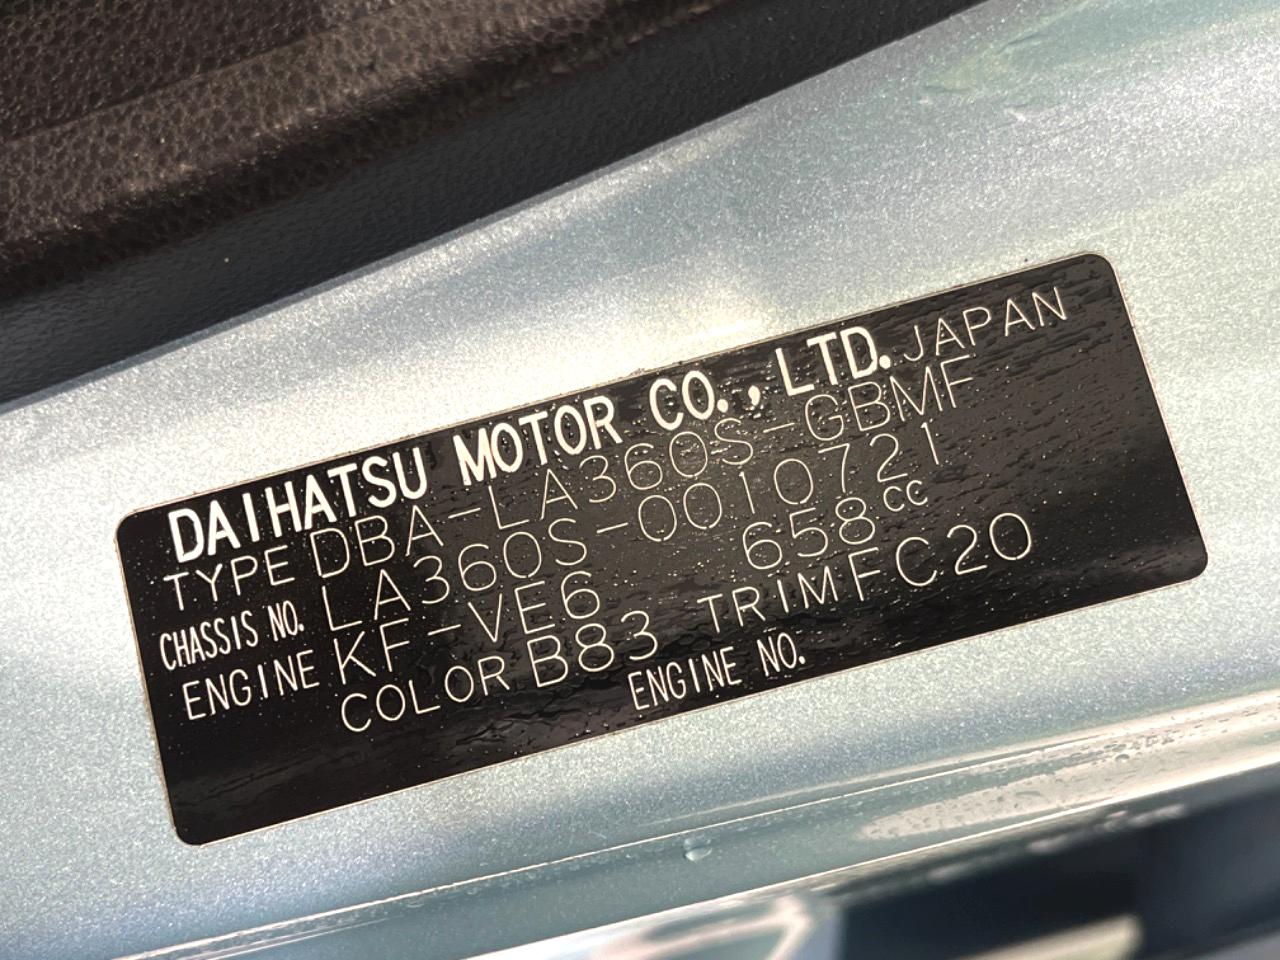 DAIHATSU MOTOR CO., LTD. JAPAN
TYPE DBA-LA360S-GBMF
CHASSIS NO. LA360S-0010721
ENGINE KF-VE6 658cc
COLOR B83 TRIM FC20
ENGINE NO.